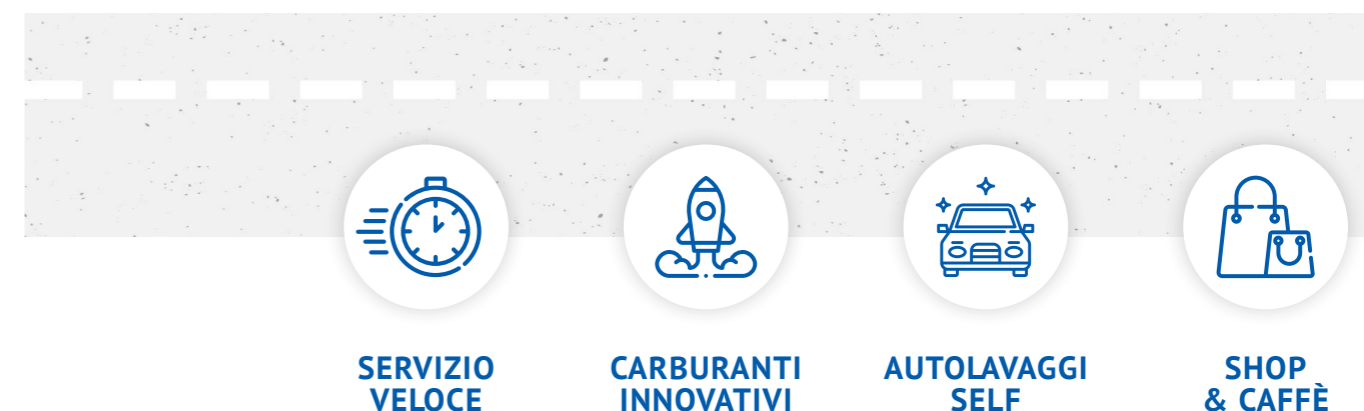 SERVIZIO
VELOCE
CARBURANTI
INNOVATIVI
AUTOLAVAGGI
SELF
SHOP
& CAFFÈ